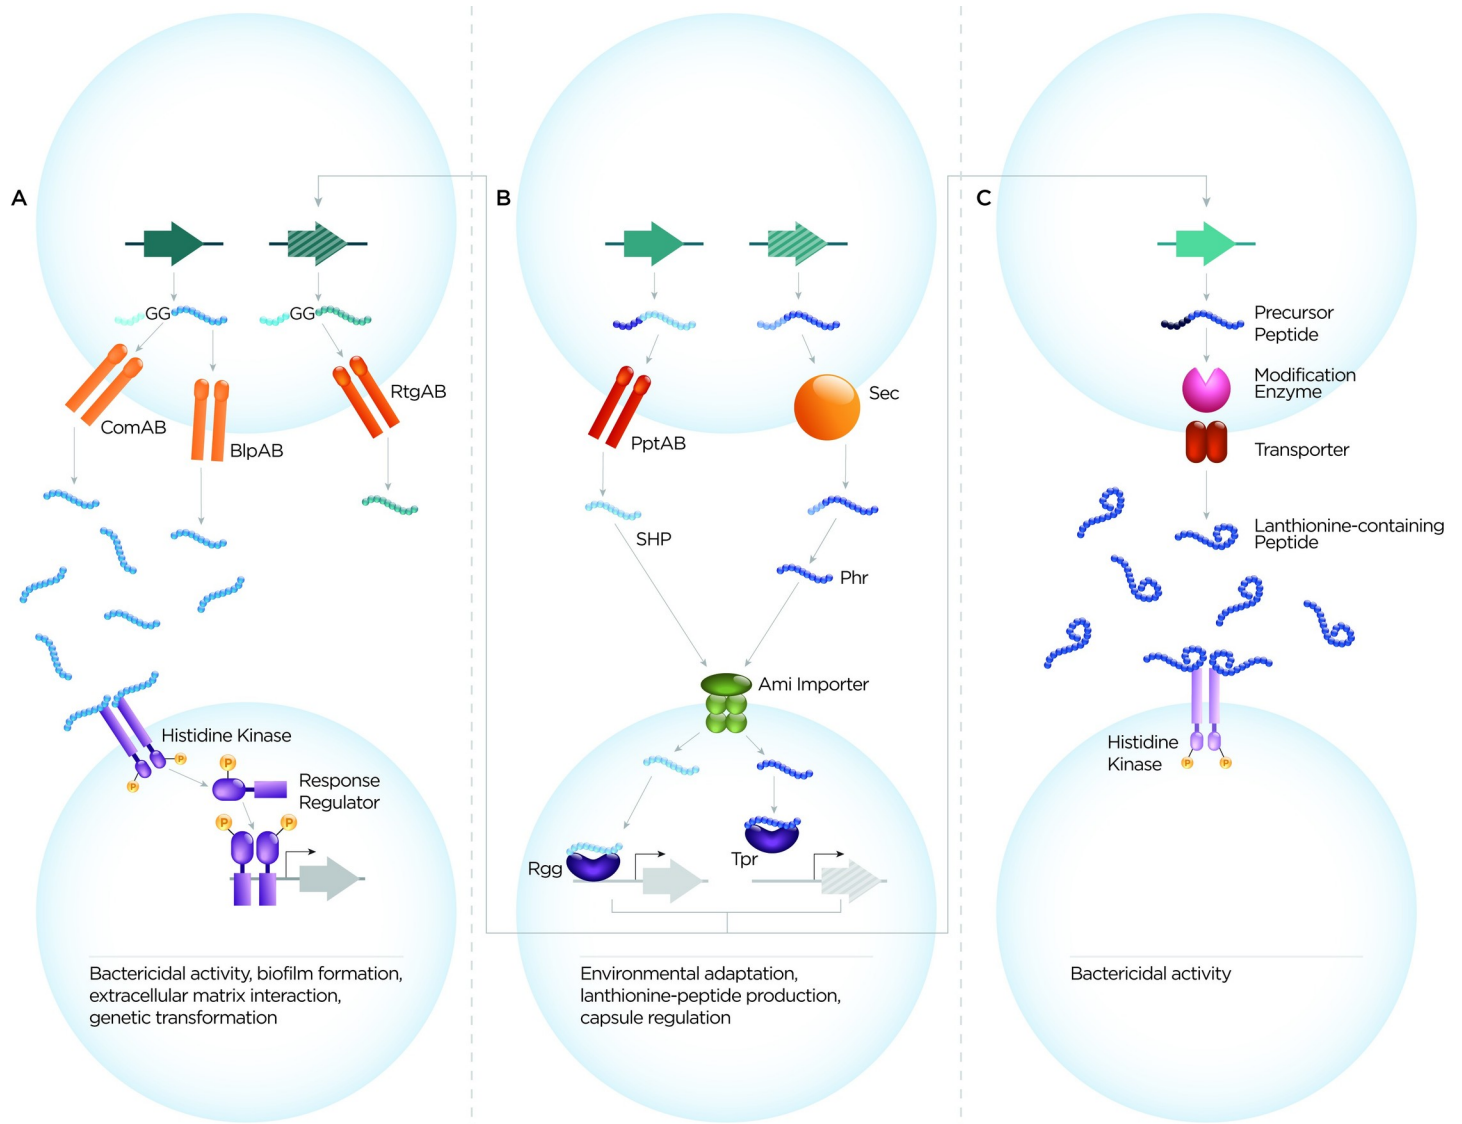 A
GG
GG
ComAB
BlpAB
RtgAB
Histidine Kinase
P
P
P
Response
Regulator
P
P
Bactericidal activity, biofilm formation,
extracellular matrix interaction,
genetic transformation
B
PptAB
Sec
SHP
Phr
Ami Importer
Rgg
Tpr
Environmental adaptation,
lanthionine-peptide production,
capsule regulation
C
Precursor
Peptide
Modification
Enzyme
Transporter
Lanthionine-containing
Peptide
Histidine
Kinase
P
P
Bactericidal activity